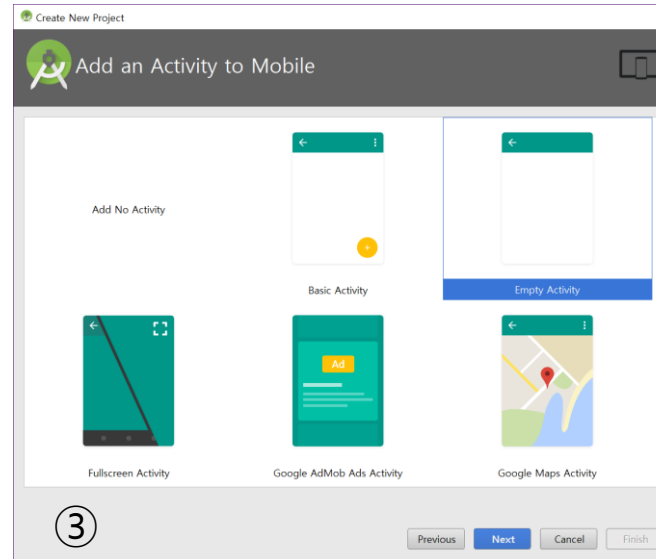 Create New Project
Add an Activity to Mobile
Add No Activity
Basic Activity
Empty Activity
Ad
Fullscreen Activity
Google AdMob Ads Activity
Google Maps Activity
③
Previous
Next
Cancel
Finish